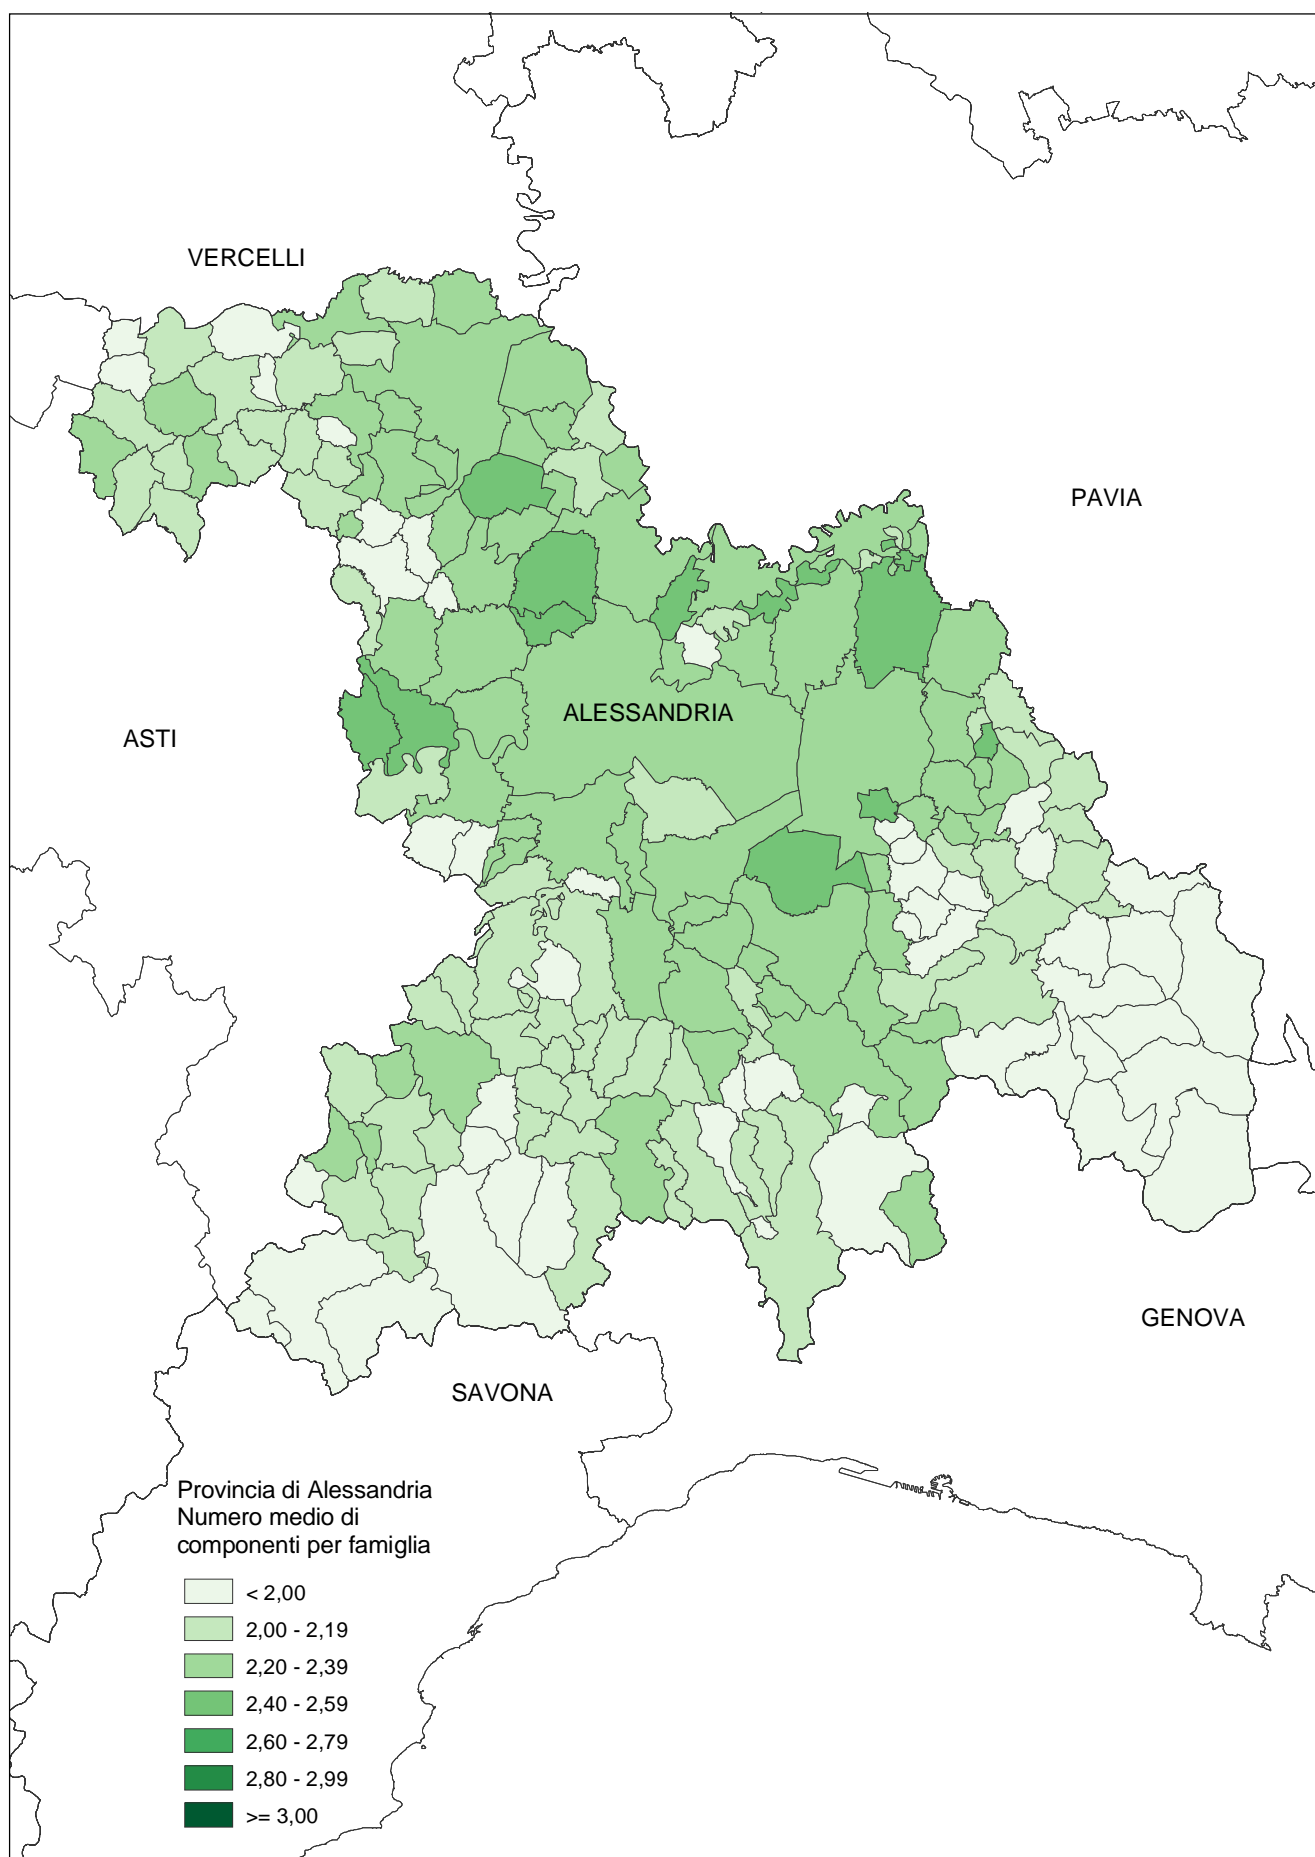 VERCELLI
PAVIA
ALESSANDRIA
ASTI
GENOVA
SAVONA
Provincia di Alessandria
Numero medio di
componenti per famiglia
< 2,00
2,00 - 2,19
2,20 - 2,39
2,40 - 2,59
2,60 - 2,79
2,80 - 2,99
>= 3,00